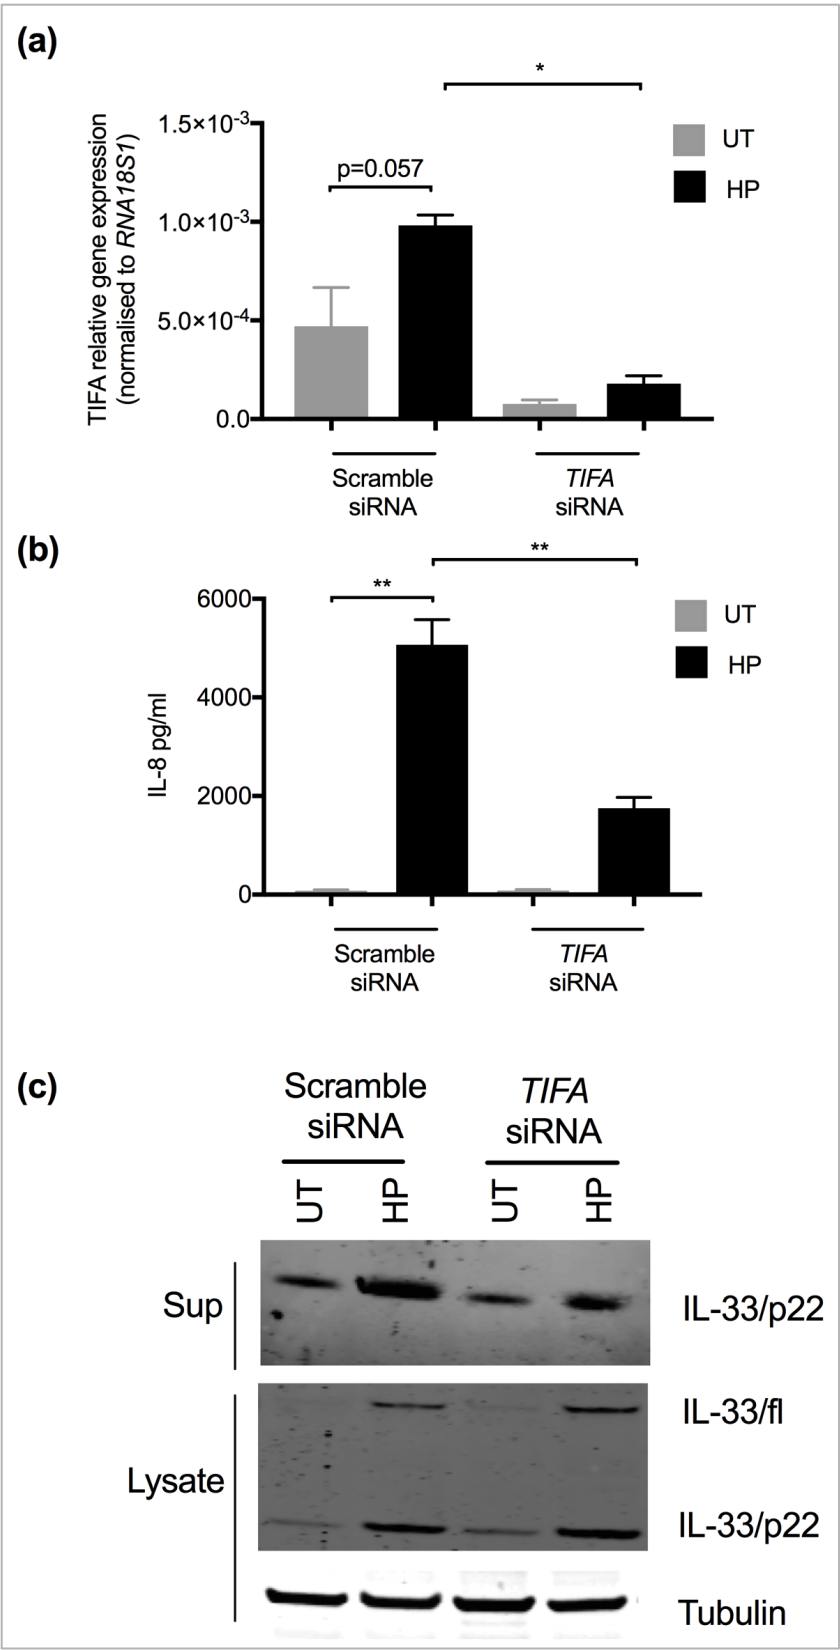 (a)
*
1.5×10-3
UT
p=0.057
HP
1.0×10-3
TIFA relative gene expression
(normalised to RNA18S1)
5.0×10-4
0.0
Scramble
siRNA
TIFA
siRNA
(b)
**
**
6000
UT
HP
4000
IL-8 pg/ml
2000
0
Scramble
siRNA
TIFA
siRNA
(c)
Scramble
siRNA
TIFA
siRNA
UT
HP
UT
HP
Sup
IL-33/p22
IL-33/fl
Lysate
IL-33/p22
Tubulin